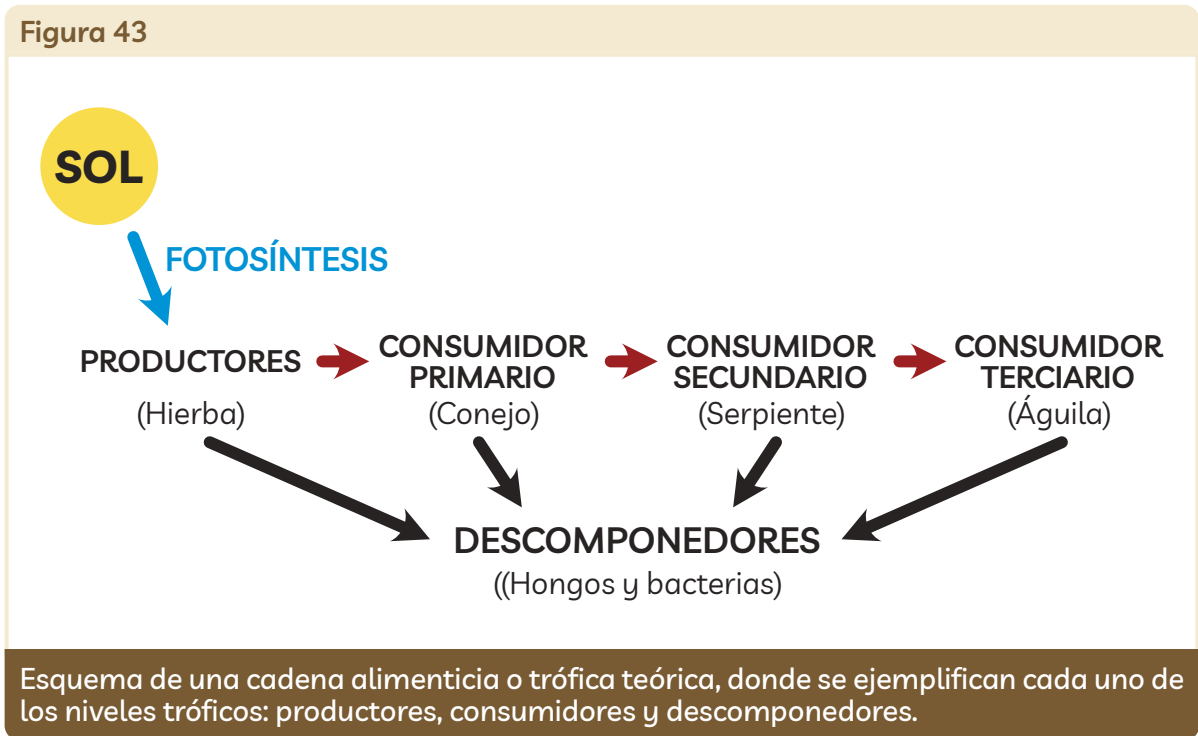 Figura 43
SOL
FOTOSÍNTESIS
PRODUCTORES
(Hierba)
CONSUMIDOR
PRIMARIO
(Conejo)
CONSUMIDOR
SECUNDARIO
(Serpiente)
CONSUMIDOR
TERCIARIO
(Águila)
DESCOMPONEDORES
((Hongos y bacterias)
Esquema de una cadena alimenticia o trófica teórica, donde se ejemplifican cada uno de
los niveles tróficos: productores, consumidores y descomponedores.